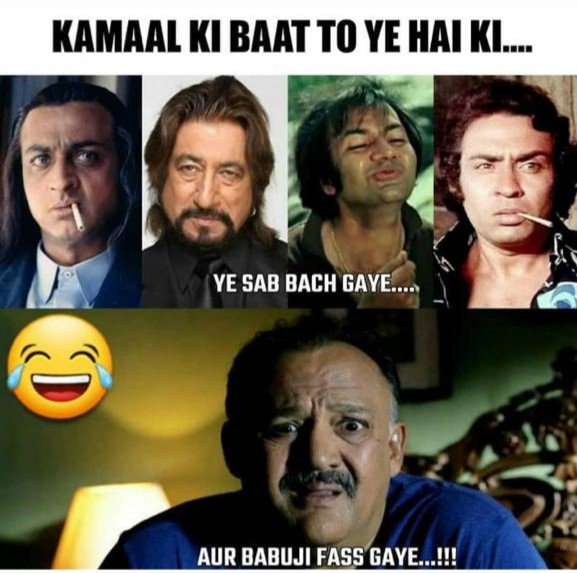 KAMAAL KI BAAT TO YE HAI KI....
YE SAB BACH GAYE....
AUR BABUJI FASS GAYE...!!!